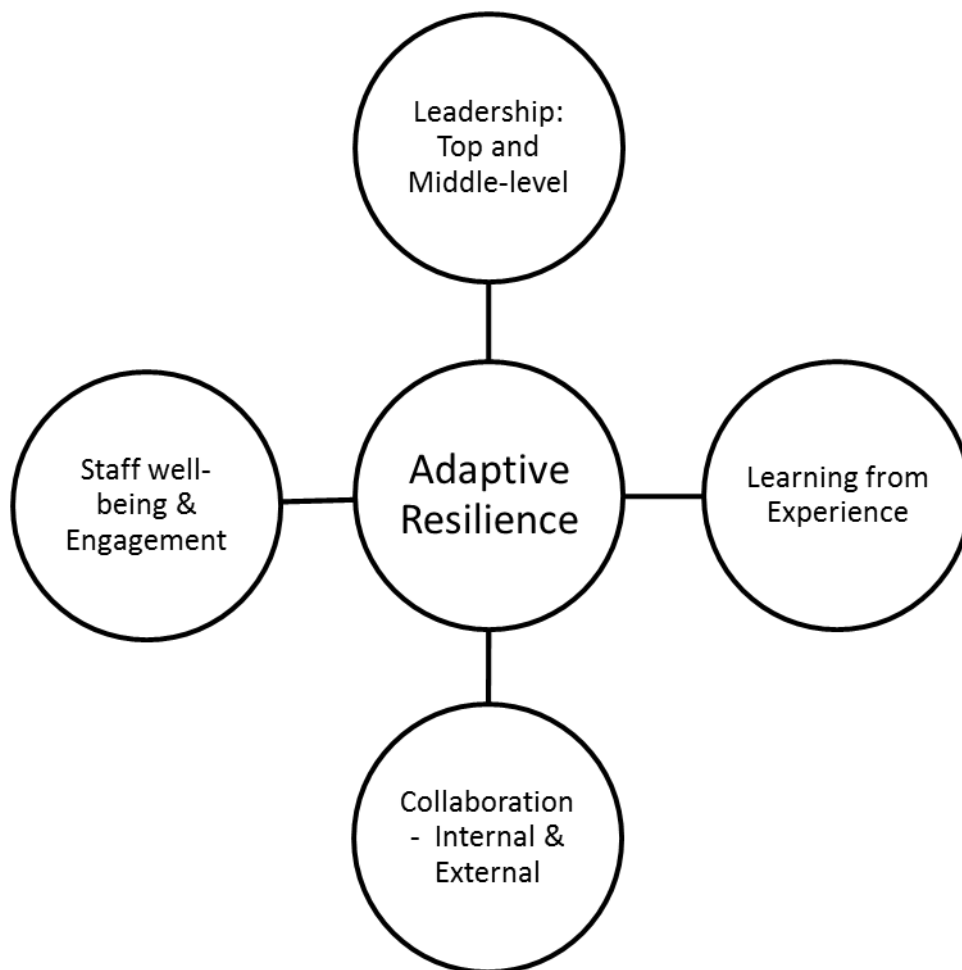 Leadership:
Top and
Middle-level
Staff well-
being &
Engagement
Adaptive
Resilience
Learning from
Experience
Collaboration
- Internal &
External